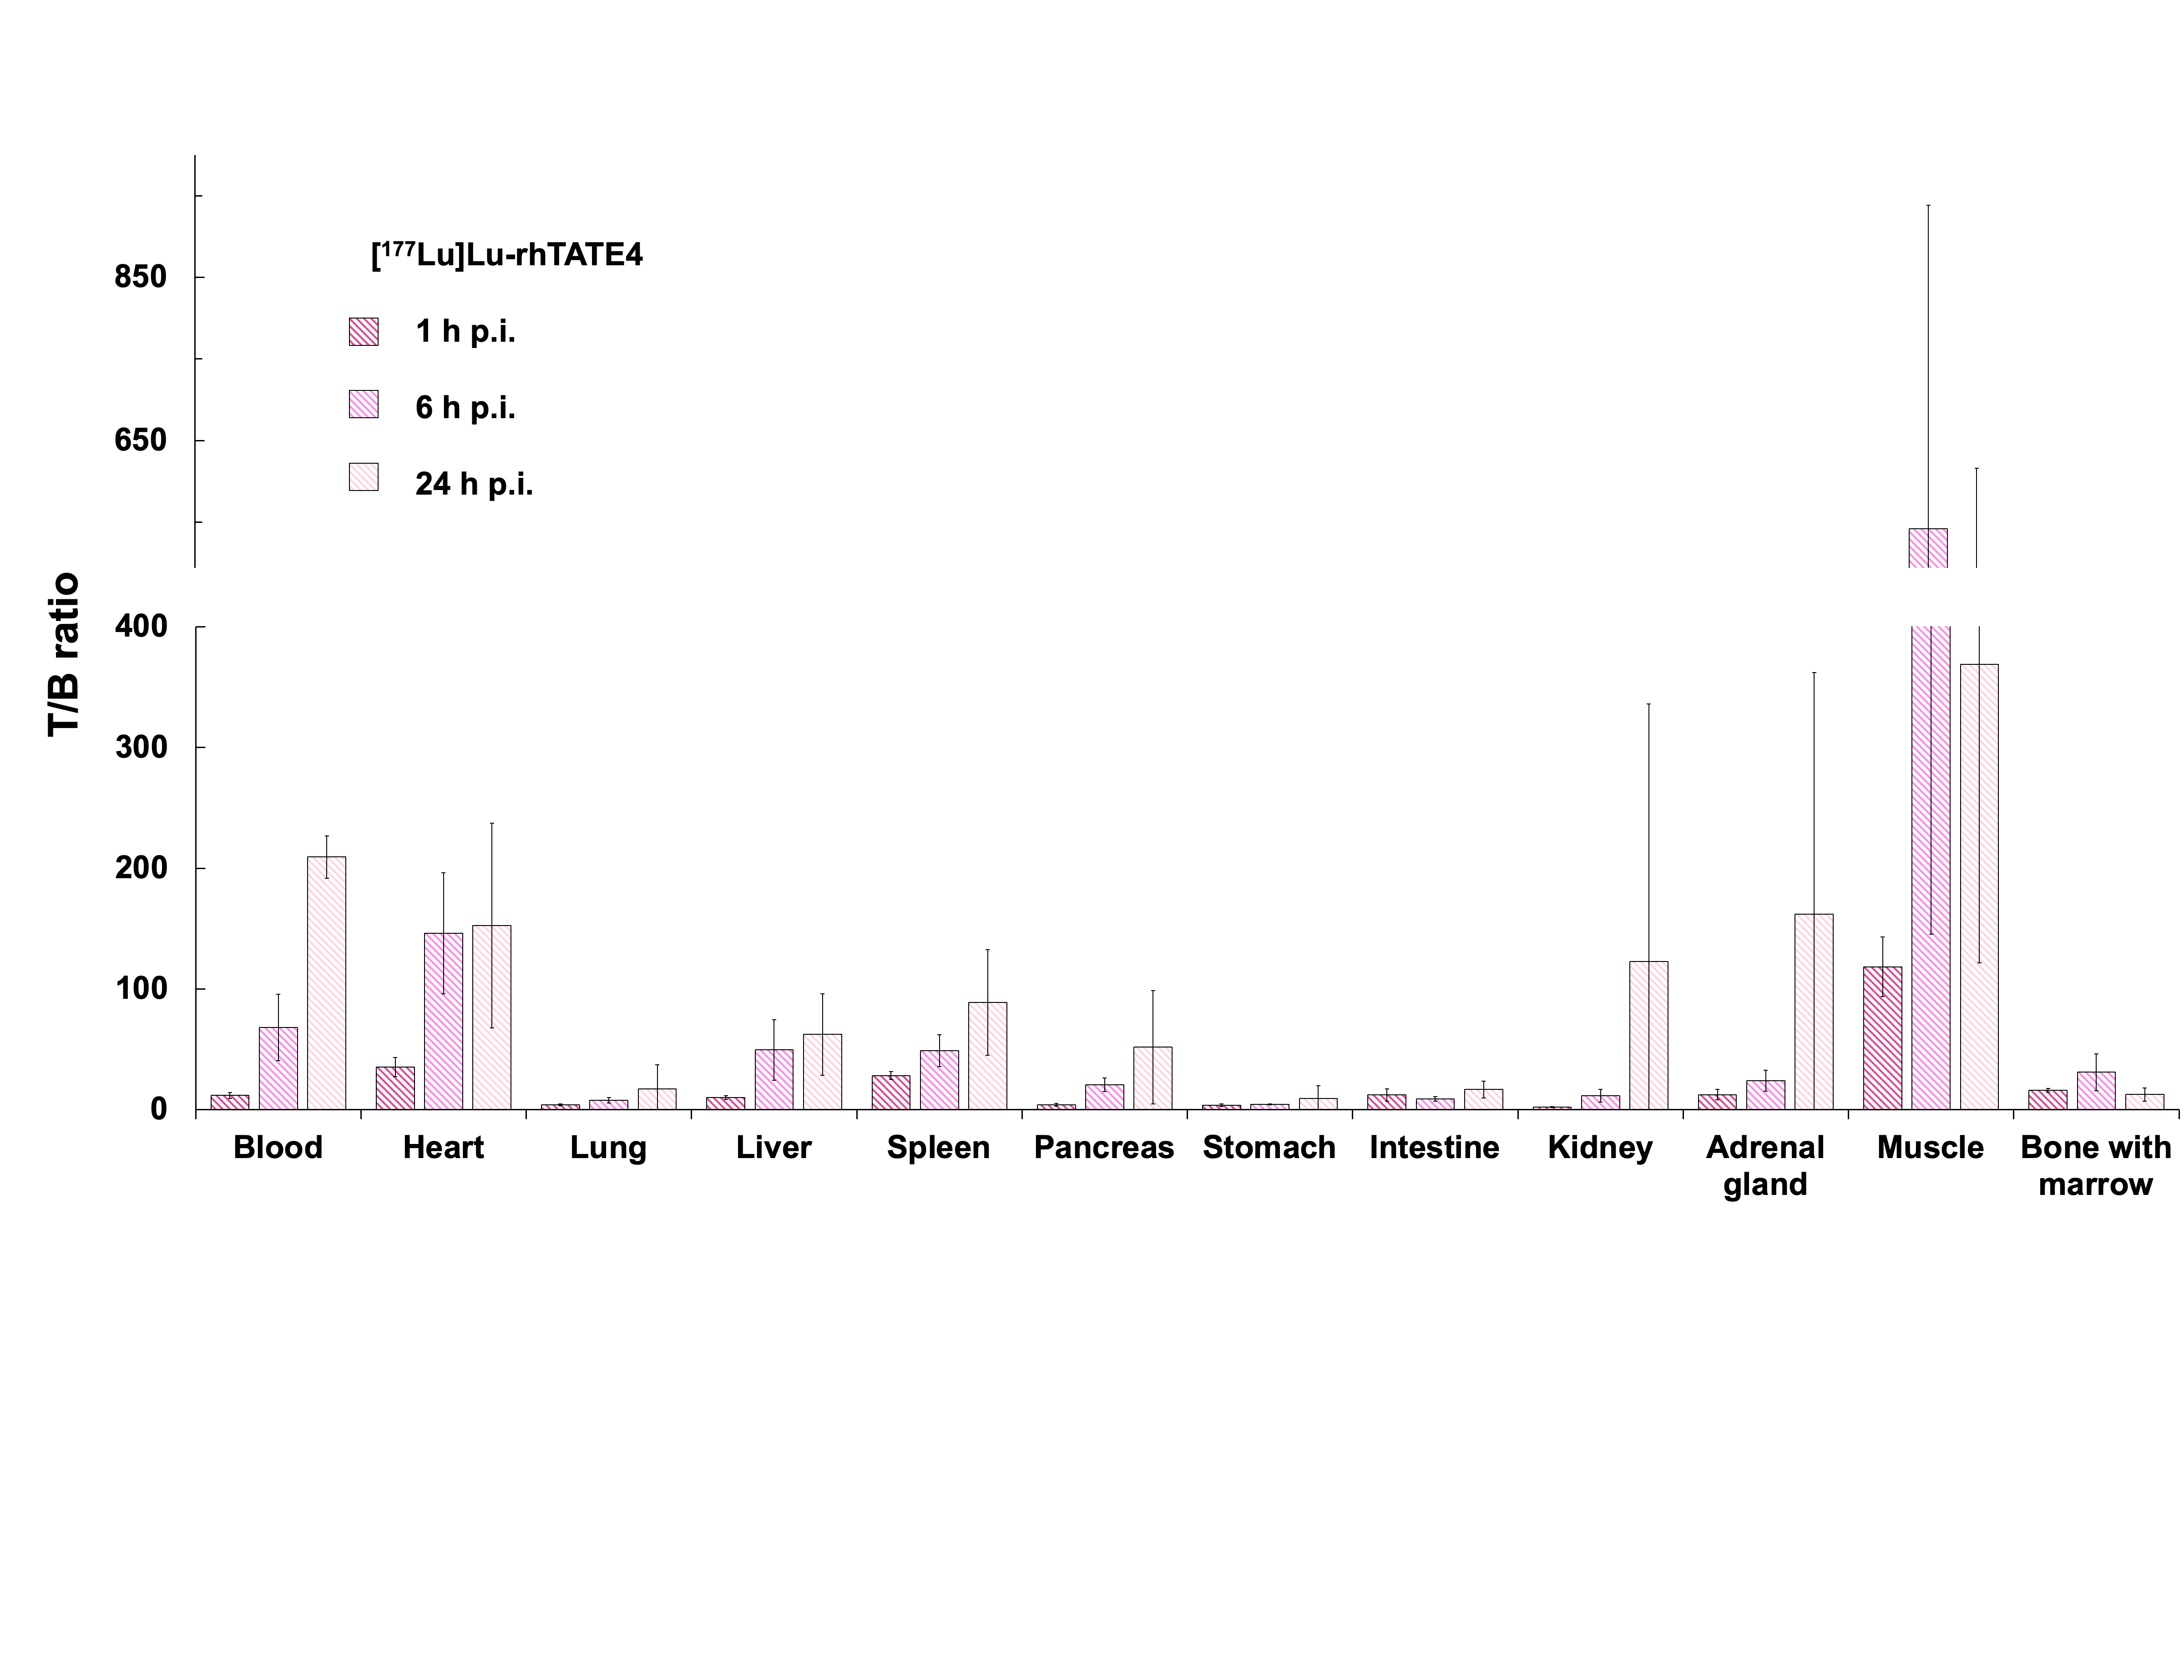 [¹⁷⁷Lu]Lu-rhTATE4
1 h p.i.
6 h p.i.
24 h p.i.
T/B ratio
850
650
400
300
200
100
0
Blood
Heart
Lung
Liver
Spleen
Pancreas
Stomach
Intestine
Kidney
Adrenal
gland
Muscle
Bone with
marrow